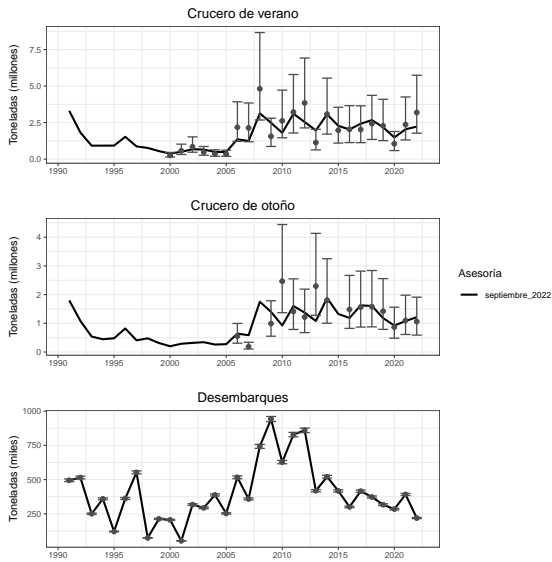 Crucero de verano
Toneladas (millones)
7.5
5.0
2.5
0.0
1990 1995 2000 2005 2010 2015 2020
Crucero de otoño
Toneladas (millones)
4
3
2
1
0
1990 1995 2000 2005 2010 2015 2020
Asesoría
septiembre_2022
Desembarques
Toneladas (miles)
1000
750
500
250
1990 1995 2000 2005 2010 2015 2020